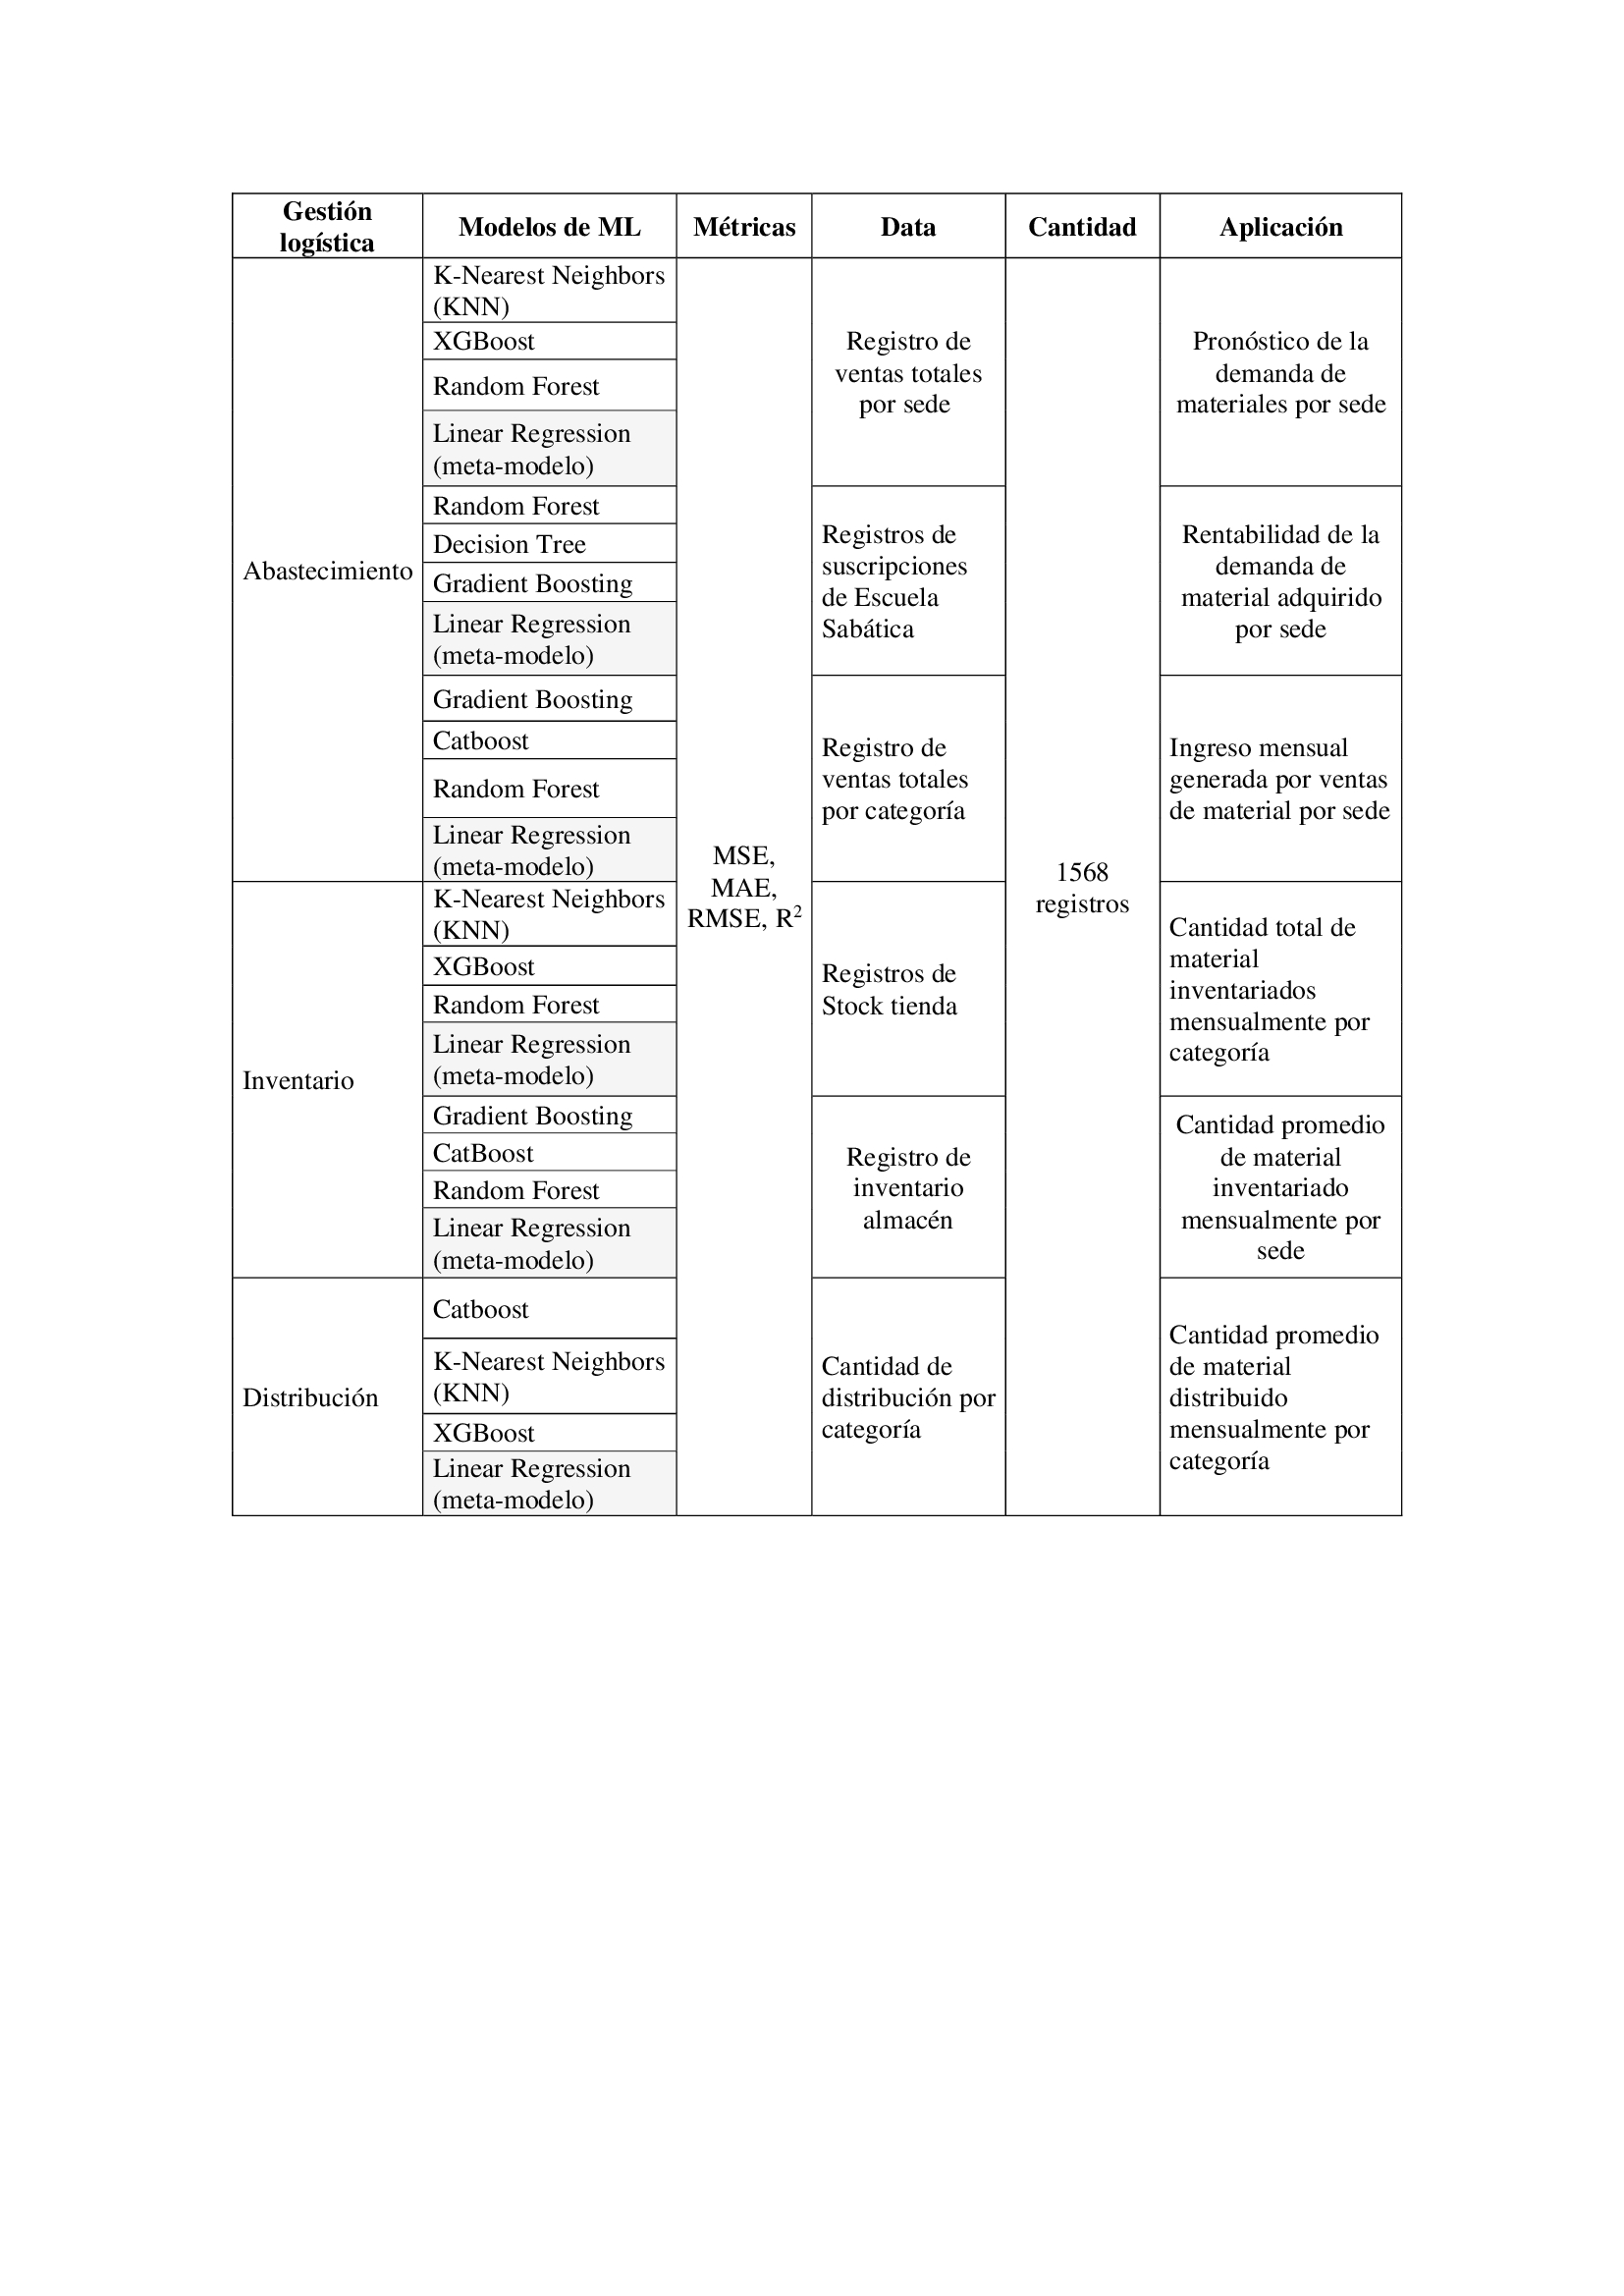 Gestión
logística
Modelos de ML
Métricas
Data
Cantidad
Aplicación
Abastecimiento
K-Nearest Neighbors
(KNN)
XGBoost
Random Forest
Linear Regression
(meta-modelo)
Registro de
ventas totales
por sede
Pronóstico de la
demanda de
materiales por sede
Random Forest
Decision Tree
Gradient Boosting
Linear Regression
(meta-modelo)
Registros de
suscripciones
de Escuela
Sabática
Rentabilidad de la
demanda de
material adquirido
por sede
Gradient Boosting
Catboost
Random Forest
Linear Regression
(meta-modelo)
Registro de
ventas totales
por categoría
Ingreso mensual
generada por ventas
de material por sede
MSE,
MAE,
RMSE, R²
1568
registros
Inventario
K-Nearest Neighbors
(KNN)
XGBoost
Random Forest
Linear Regression
(meta-modelo)
Registros de
Stock tienda
Cantidad total de
material
inventariados
mensualmente por
categoría
Gradient Boosting
CatBoost
Random Forest
Linear Regression
(meta-modelo)
Registro de
inventario
almacén
Cantidad promedio
de material
inventariado
mensualmente por
sede
Distribución
Catboost
K-Nearest Neighbors
(KNN)
XGBoost
Linear Regression
(meta-modelo)
Cantidad de
distribución por
categoría
Cantidad promedio
de material
distribuido
mensualmente por
categoría